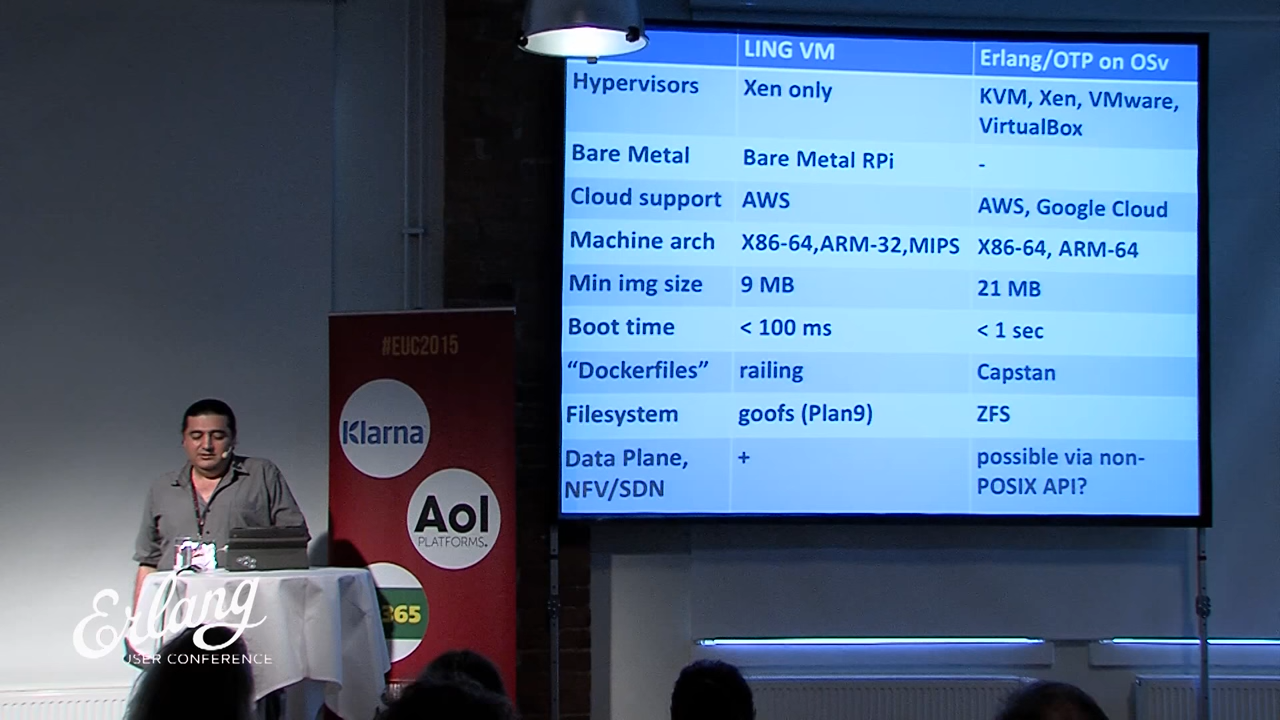 LING VM
Erlang/OTP on OSv
Hypervisors
Xen only
KVM, Xen, VMware,
VirtualBox
Bare Metal
Bare Metal RPi
-
Cloud support
AWS
AWS, Google Cloud
Machine arch
X86-64,ARM-32,MIPS
X86-64, ARM-64
Min img size
9 MB
21 MB
Boot time
< 100 ms
< 1 sec
“Dockerfiles”
railing
Capstan
Filesystem
goofs (Plan9)
ZFS
Data Plane,
NFV/SDN
+
possible via non-
POSIX API?
#EUC2015
Klarna
Aol
PLATFORMS.
365
Erlang
USER CONFERENCE